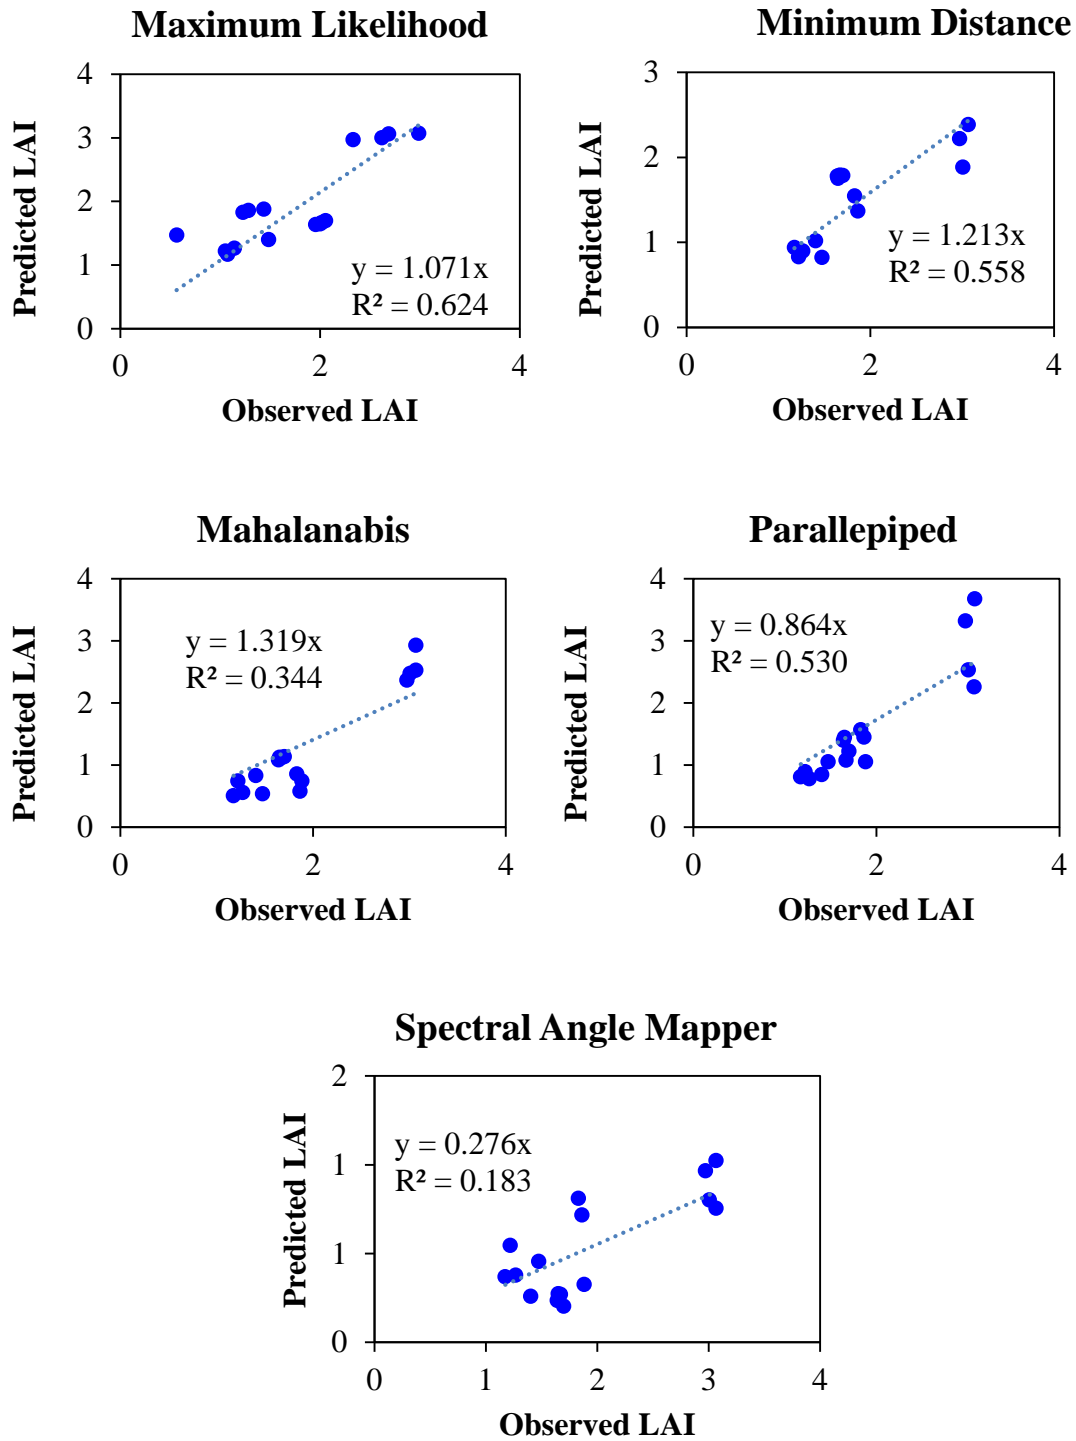 Maximum Likelihood
4
3
2
1
0
0
2
4
Predicted LAI
Observed LAI
y = 1.071x
R² = 0.624
Minimum Distance
3
2
1
0
0
2
4
Predicted LAI
Observed LAI
y = 1.213x
R² = 0.558
Mahalanabis
4
3
2
1
0
0
2
4
Predicted LAI
Observed LAI
y = 1.319x
R² = 0.344
Parallepiped
4
3
2
1
0
0
2
4
Predicted LAI
Observed LAI
y = 0.864x
R² = 0.530
Spectral Angle Mapper
2
1
1
0
0
1
2
3
4
Predicted LAI
Observed LAI
y = 0.276x
R² = 0.183